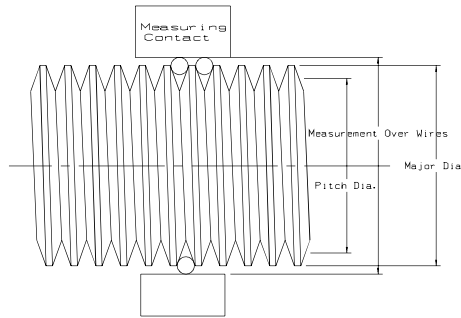 Measuring
Contact
Measurement Over Wires
Major Dia
Pitch Dia.